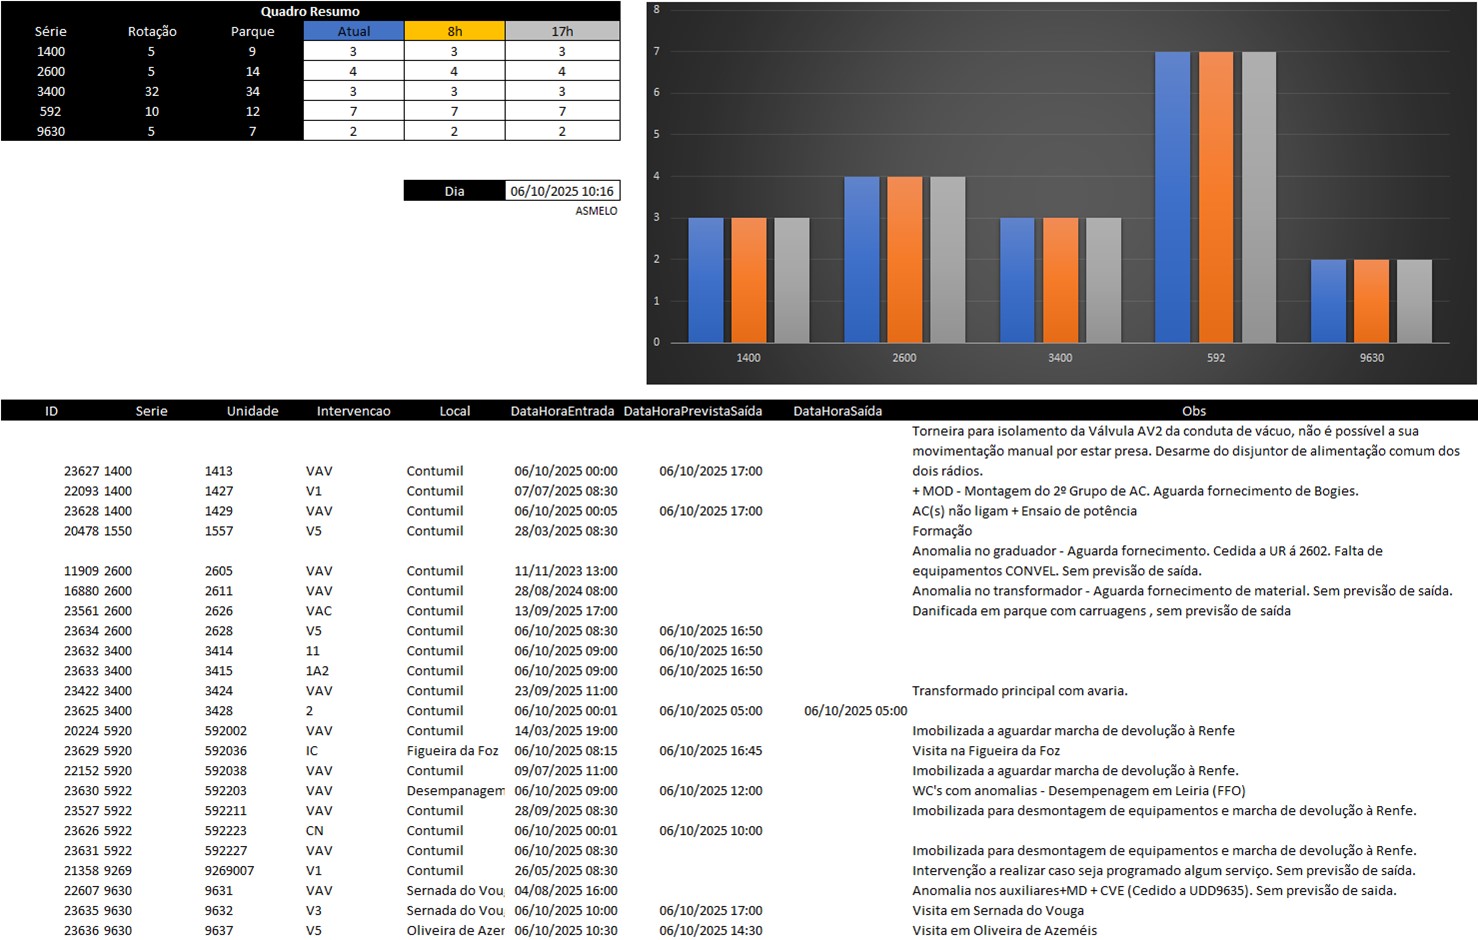 Quadro Resumo
Série Rotação Parque Atual 8h 17h
1400 5 9 3 3 3
2600 5 14 4 4 4
3400 32 34 3 3 3
592 10 12 7 7 7
9630 5 7 2 2 2
Dia 06/10/2025 10:16
ASMELO
8
7
6
5
4
3
2
1
0
1400 2600 3400 592 9630
ID Serie Unidade Intervencao Local DataHoraEntrada DataHoraPrevistaSaída DataHoraSaída Obs
Torneira para isolamento da Válvula AV2 da conduta de vácuo, não é possível a sua
movimentação manual por estar presa. Desarme do disjuntor de alimentação comum dos
23627 1400 1413 VAV Contumil 06/10/2025 00:00 06/10/2025 17:00 dois rádios.
22093 1400 1427 V1 Contumil 07/07/2025 08:30 + MOD - Montagem do 2º Grupo de AC. Aguarda fornecimento de Bogies.
23628 1400 1429 VAV Contumil 06/10/2025 00:05 06/10/2025 17:00 AC(s) não ligam + Ensaio de potência
20478 1550 1557 V5 Contumil 28/03/2025 08:30 Formação
Anomalia no graduador - Aguarda fornecimento. Cedida a UR á 2602. Falta de
11909 2600 2605 VAV Contumil 11/11/2023 13:00 equipamentos CONVEL. Sem previsão de saída.
16880 2600 2611 VAV Contumil 28/08/2024 08:00 Anomalia no transformador - Aguarda fornecimento de material. Sem previsão de saída.
23561 2600 2626 VAC Contumil 13/09/2025 17:00 Danificada em parque com carruagens , sem previsão de saída
23634 2600 2628 V5 Contumil 06/10/2025 08:30 06/10/2025 16:50
23632 3400 3414 11 Contumil 06/10/2025 09:00 06/10/2025 16:50
23633 3400 3415 1A2 Contumil 06/10/2025 09:00 06/10/2025 16:50
23422 3400 3424 VAV Contumil 23/09/2025 11:00 Transformado principal com avaria.
23625 3400 3428 2 Contumil 06/10/2025 00:01 06/10/2025 05:00 06/10/2025 05:00
20224 5920 592002 VAV Contumil 14/03/2025 19:00 Imobilizada a aguardar marcha de devolução à Renfe
23629 5920 592036 IC Figueira da Foz 06/10/2025 08:15 06/10/2025 16:45 Visita na Figueira da Foz
22152 5920 592038 VAV Contumil 09/07/2025 11:00 Imobilizada a aguardar marcha de devolução à Renfe.
23630 5922 592203 VAV Desempanagem 06/10/2025 09:00 06/10/2025 12:00 WC's com anomalias - Desempenagem em Leiria (FFO)
23527 5922 592211 VAV Contumil 28/09/2025 08:30 Imobilizada para desmontagem de equipamentos e marcha de devolução à Renfe.
23626 5922 592223 CN Contumil 06/10/2025 00:01 06/10/2025 10:00
23631 5922 592227 VAV Contumil 06/10/2025 08:30 Imobilizada para desmontagem de equipamentos e marcha de devolução à Renfe.
21358 9269 9269007 V1 Contumil 26/05/2025 08:30 Intervenção a realizar caso seja programado algum serviço. Sem previsão de saída.
22607 9630 9631 VAV Sernada do Vou 04/08/2025 16:00 Anomalia nos auxiliares+MD + CVE (Cedido a UDD9635). Sem previsão de saida.
23635 9630 9632 V3 Sernada do Vou 06/10/2025 10:00 06/10/2025 17:00 Visita em Sernada do Vouga
23636 9630 9637 V5 Oliveira de Azer 06/10/2025 10:30 06/10/2025 14:30 Visita em Oliveira de Azeméis